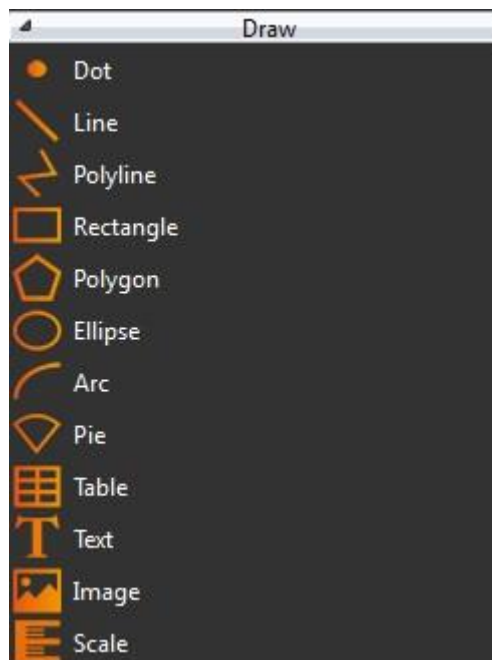 Draw
Dot
Line
Polyline
Rectangle
Polygon
Ellipse
Arc
Pie
Table
Text
Image
Scale